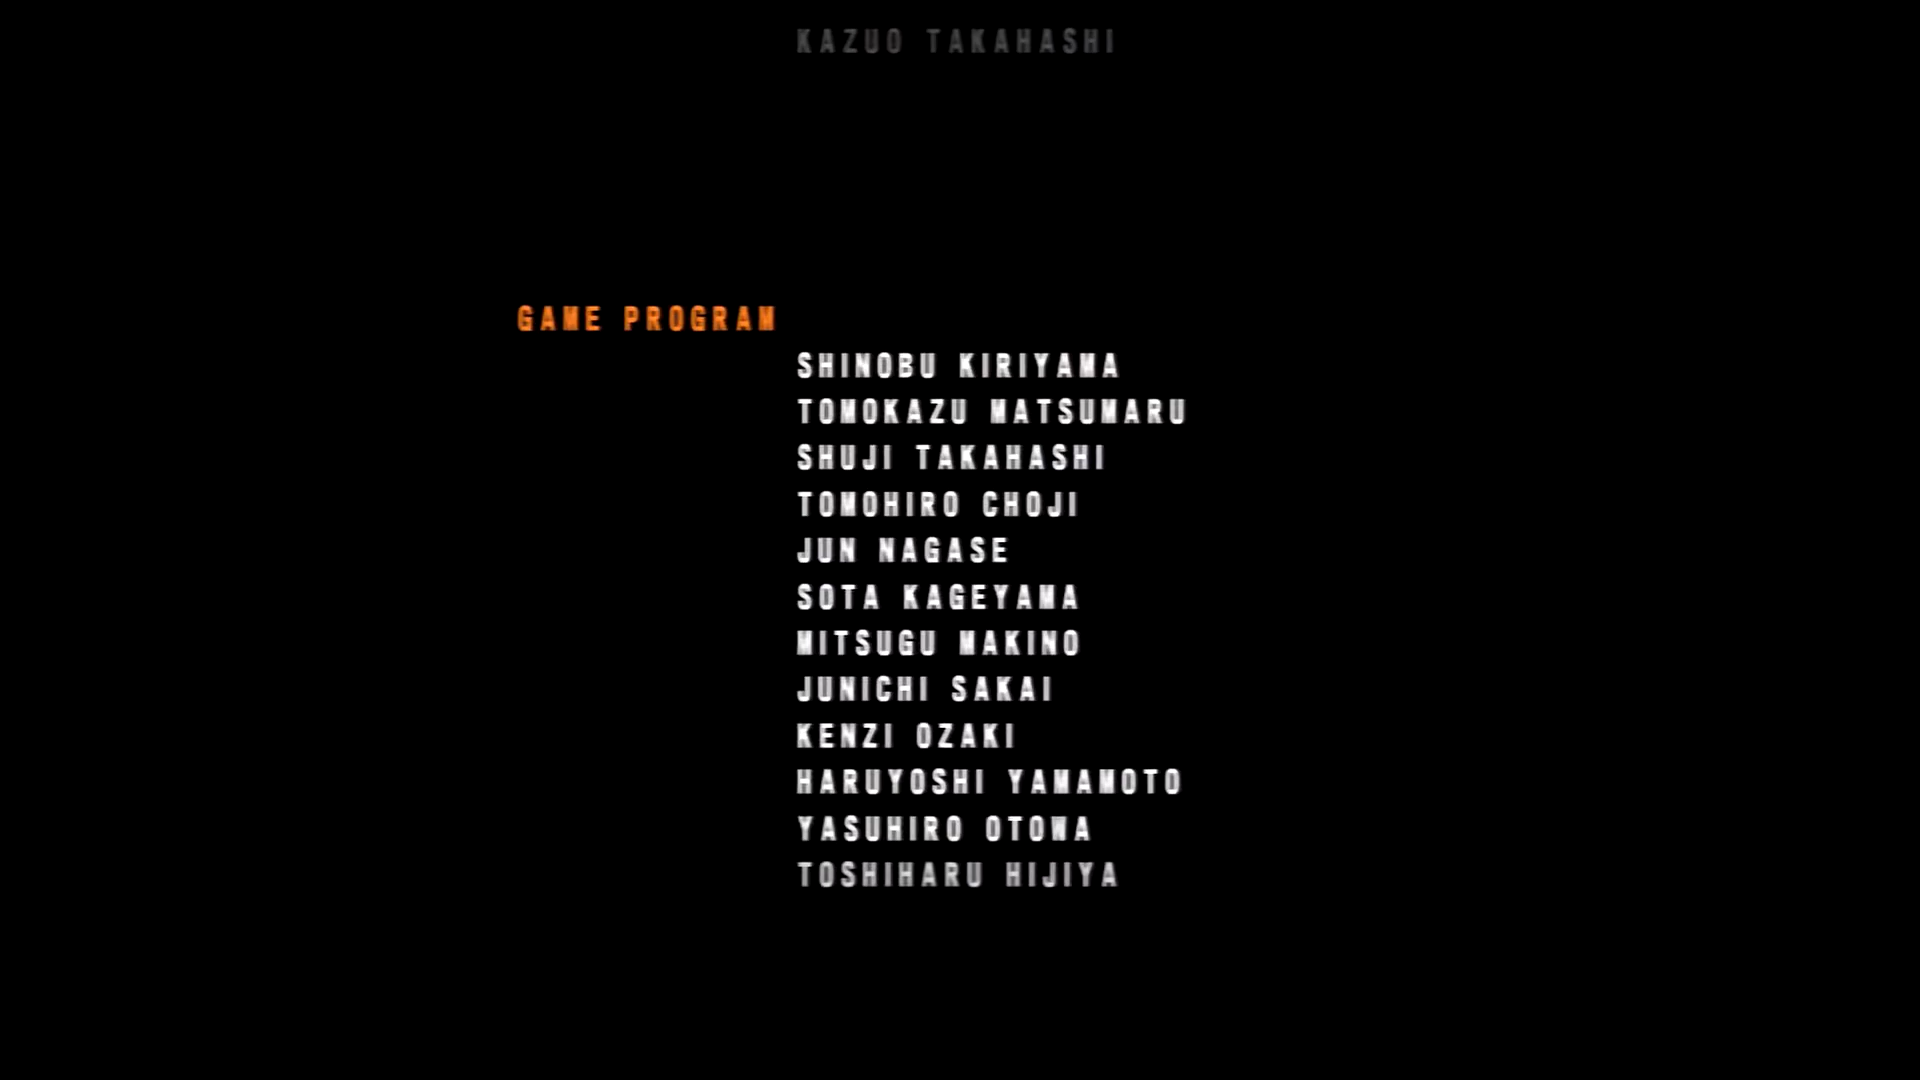 KAZUO TAKAHASHI
GAME PROGRAM
SHINOBU KIRIYAMA
TOMOKAZU MATSUMARU
SHUJI TAKAHASHI
TOMOHIRO CHOJI
JUN NAGASE
SOTA KAGEYAMA
MITSUGU MAKINO
JUNICHI SAKAI
KENZI OZAKI
HARUYOSHI YAMAMOTO
YASUHIRO OTOWA
TOSHIHARU HIJIYA